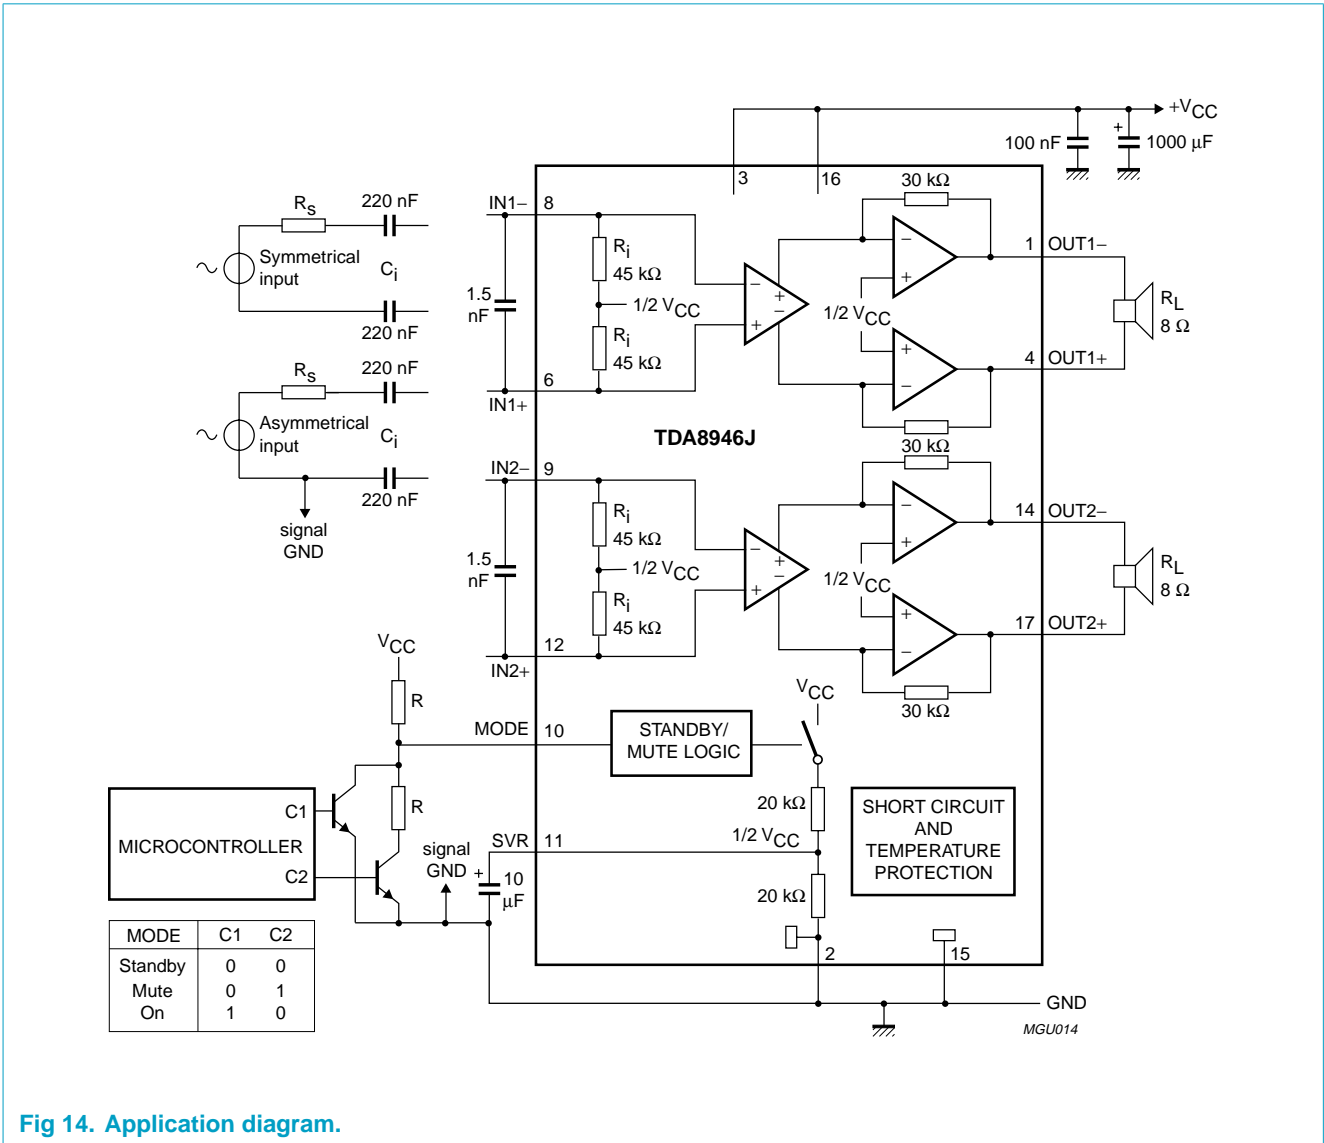 +VCC
100 nF
+
1000 μF
3
16
30 kΩ
220 nF
RS
IN1−
8
Symmetrical
input
Ci
Ri
45 kΩ
1.5
nF
1/2 VCC
Ri
45 kΩ
220 nF
−
+
+
−
−
+
1/2 VCC
+
−
1
OUT1−
RL
8 Ω
4
OUT1+
220 nF
RS
6
IN1+
Asymmetrical
input
Ci
220 nF
signal
GND
TDA8946J
30 kΩ
IN2−
9
Ri
45 kΩ
1.5
nF
1/2 VCC
Ri
45 kΩ
−
+
+
−
−
+
1/2 VCC
+
−
14
OUT2−
RL
8 Ω
17
OUT2+
12
IN2+
30 kΩ
VCC
R
MODE
10
STANDBY/
MUTE LOGIC
VCC
R
20 kΩ
SHORT CIRCUIT
AND
TEMPERATURE
PROTECTION
C1
MICROCONTROLLER
C2
signal
GND
SVR
11
1/2 VCC
+
10
μF
20 kΩ
2
15
GND
MODE C1 C2
Standby 0 0
Mute 0 1
On 1 0
MGU014
Fig 14. Application diagram.